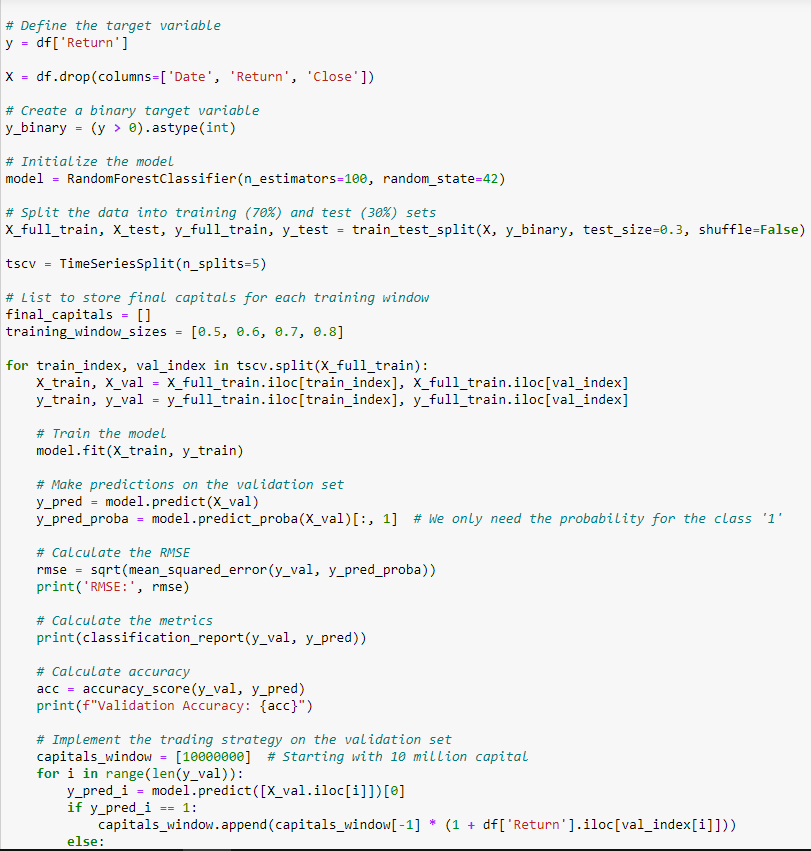 # Define the target variable
y = df['Return']
X = df.drop(columns=['Date', 'Return', 'Close'])
# Create a binary target variable
y_binary = (y > 0).astype(int)
# Initialize the model
model = RandomForestClassifier(n_estimators=100, random_state=42)
# Split the data into training (70%) and test (30%) sets
X_full_train, X_test, y_full_train, y_test = train_test_split(X, y_binary, test_size=0.3, shuffle=False)
tscv = TimeSeriesSplit(n_splits=5)
# List to store final capitals for each training window
final_capitals = []
training_window_sizes = [0.5, 0.6, 0.7, 0.8]
for train_index, val_index in tscv.split(X_full_train):
    X_train, X_val = X_full_train.iloc[train_index], X_full_train.iloc[val_index]
    y_train, y_val = y_full_train.iloc[train_index], y_full_train.iloc[val_index]
    # Train the model
    model.fit(X_train, y_train)
    # Make predictions on the validation set
    y_pred = model.predict(X_val)
    y_pred_proba = model.predict_proba(X_val)[:, 1]  # We only need the probability for the class '1'
    # Calculate the RMSE
    rmse = sqrt(mean_squared_error(y_val, y_pred_proba))
    print('RMSE:', rmse)
    # Calculate the metrics
    print(classification_report(y_val, y_pred))
    # Calculate accuracy
    acc = accuracy_score(y_val, y_pred)
    print(f"Validation Accuracy: {acc}")
    # Implement the trading strategy on the validation set
    capitals_window = [10000000]  # Starting with 10 million capital
    for i in range(len(y_val)):
        y_pred_i = model.predict([X_val.iloc[i]])[0]
        if y_pred_i == 1:
            capitals_window.append(capitals_window[-1] * (1 + df['Return'].iloc[val_index[i]]))
        else: